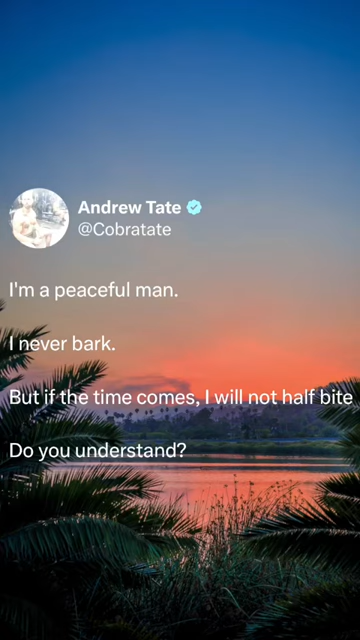 Andrew Tate
@Cobratate
I'm a peaceful man.
I never bark.
But if the time comes, I will not half bite
Do you understand?